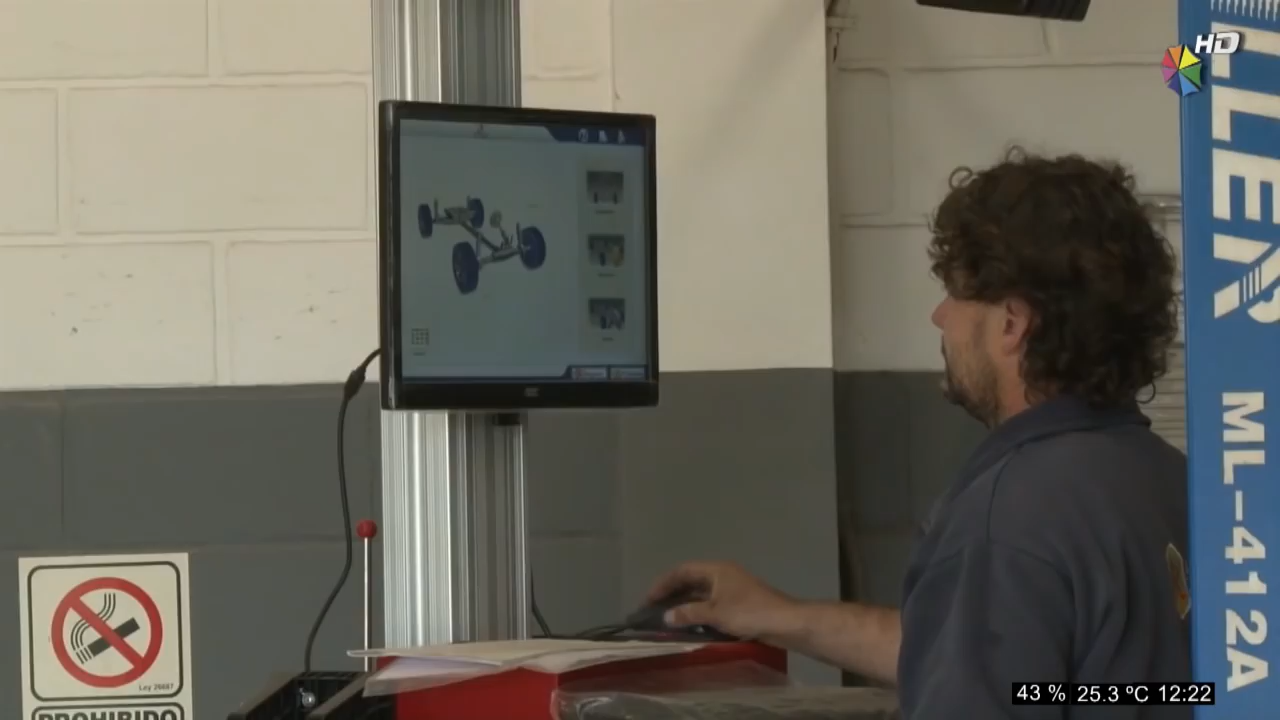 HD
LLER
ML-412A
Ley 26687
PROHIBIDO
43 % 25.3 ºC 12:22